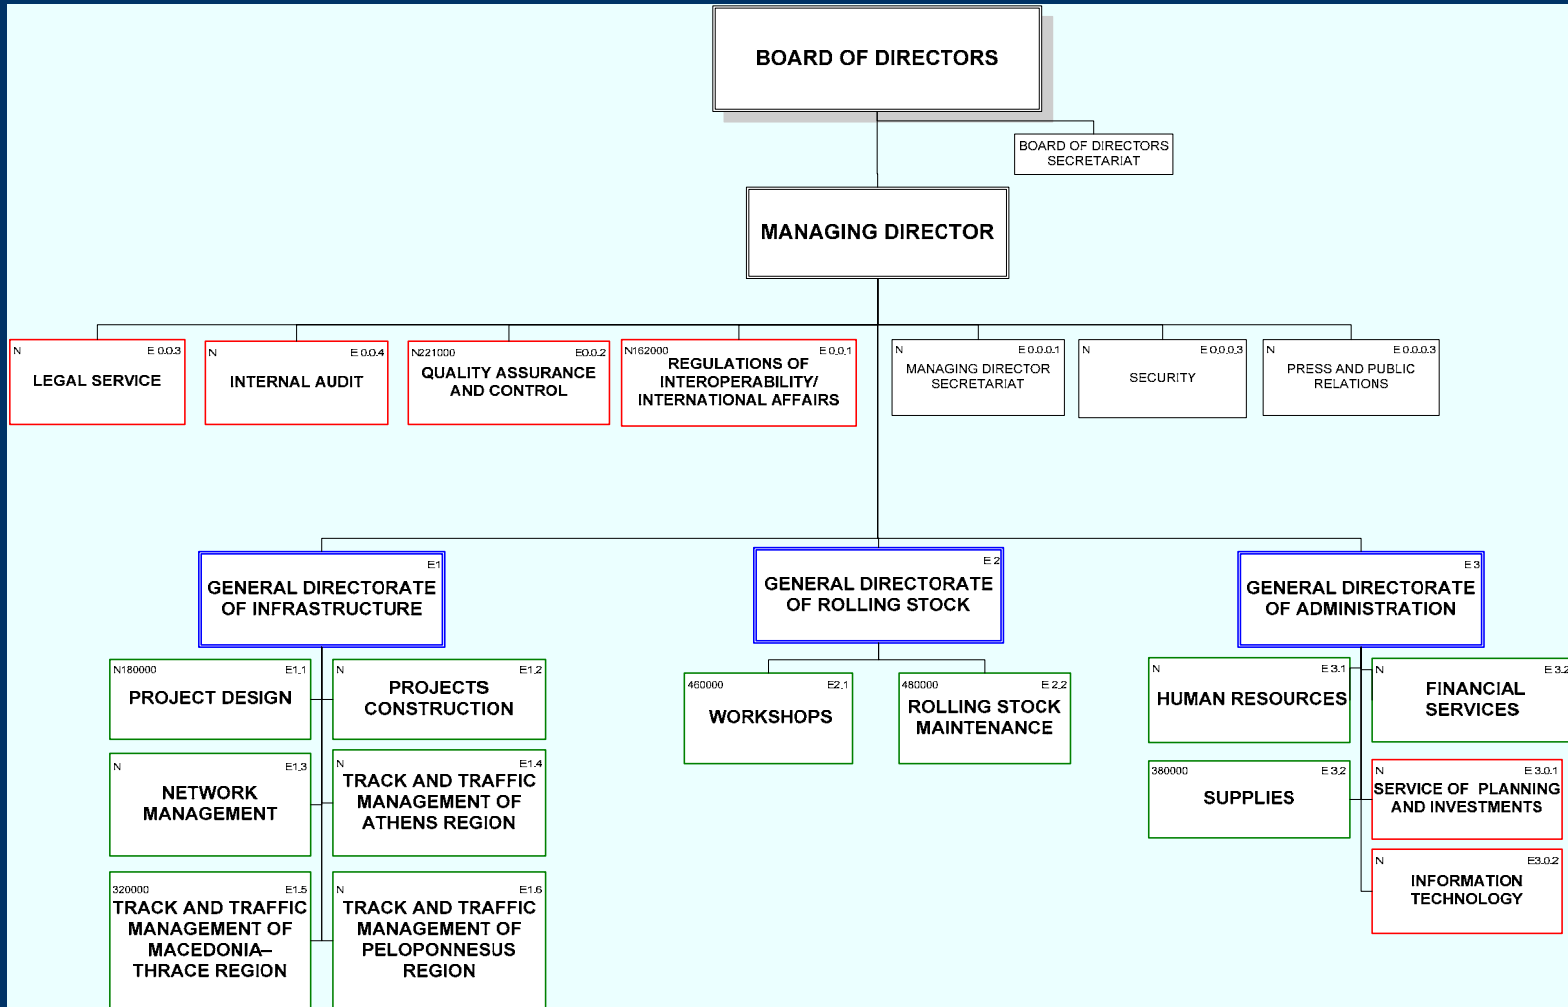 BOARD OF DIRECTORS
BOARD OF DIRECTORS
SECRETARIAT
MANAGING DIRECTOR
N E 0.0.3
LEGAL SERVICE
N E 0.0.4
INTERNAL AUDIT
N221000 E0.0.2
QUALITY ASSURANCE
AND CONTROL
N162000 E 0.0.1
REGULATIONS OF
INTEROPERABILITY/
INTERNATIONAL AFFAIRS
N E 0.0.0.1
MANAGING DIRECTOR
SECRETARIAT
N E 0.0.0.3
SECURITY
N E 0.0.0.3
PRESS AND PUBLIC
RELATIONS
E1
GENERAL DIRECTORATE
OF INFRASTRUCTURE
E 2
GENERAL DIRECTORATE
OF ROLLING STOCK
E 3
GENERAL DIRECTORATE
OF ADMINISTRATION
N180000 E1.1
PROJECT DESIGN
N E1.2
PROJECTS
CONSTRUCTION
N E1.3
NETWORK
MANAGEMENT
N E1.4
TRACK AND TRAFFIC
MANAGEMENT OF
ATHENS REGION
320000 E1.5
TRACK AND TRAFFIC
MANAGEMENT OF
MACEDONIA–
THRACE REGION
N E1.6
TRACK AND TRAFFIC
MANAGEMENT OF
PELOPONNESUS
REGION
460000 E2.1
WORKSHOPS
480000 E 2.2
ROLLING STOCK
MAINTENANCE
N E 3.1
HUMAN RESOURCES
N E 3.2
FINANCIAL
SERVICES
380000 E 3.2
SUPPLIES
N E 3.0.1
SERVICE OF PLANNING
AND INVESTMENTS
N E3.0.2
INFORMATION
TECHNOLOGY